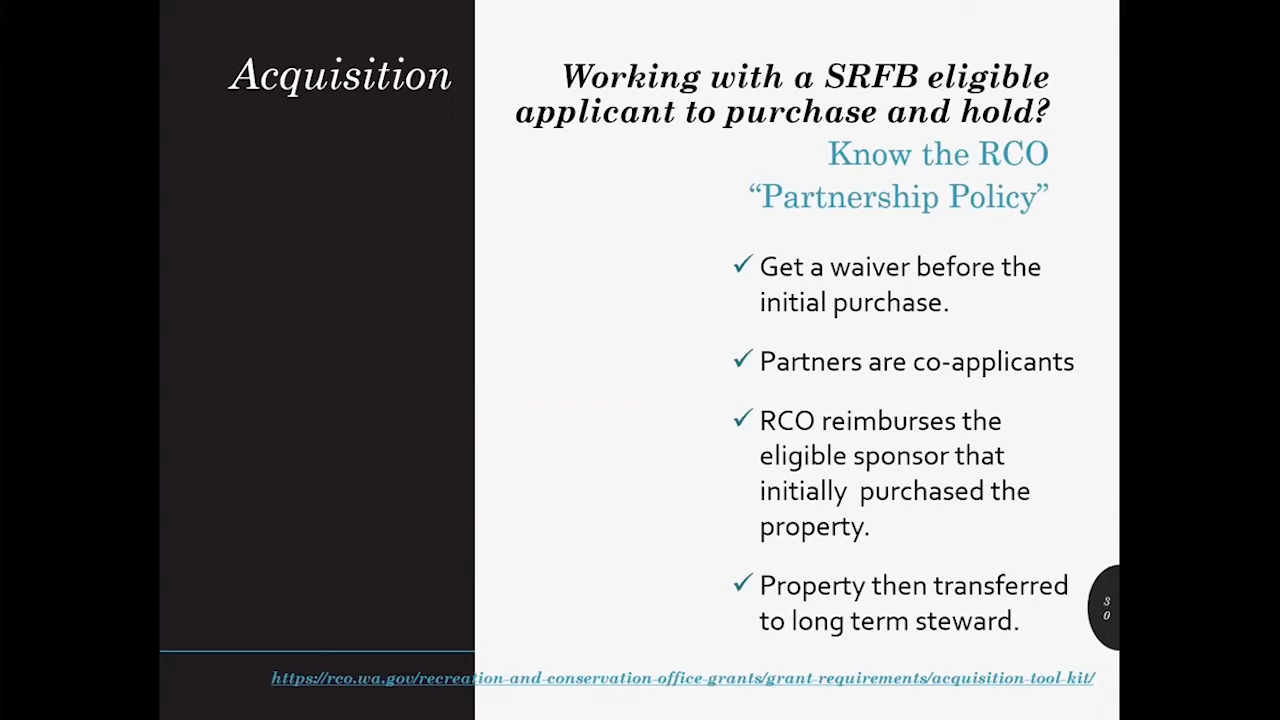 Acquisition
Working with a SRFB eligible
applicant to purchase and hold?
Know the RCO
“Partnership Policy”
✓ Get a waiver before the
initial purchase.
✓ Partners are co-applicants
✓ RCO reimburses the
eligible sponsor that
initially purchased the
property.
✓ Property then transferred
to long term steward.
3
0
https://rco.wa.gov/recreation-and-conservation-office-grants/grant-requirements/acquisition-tool-kit/